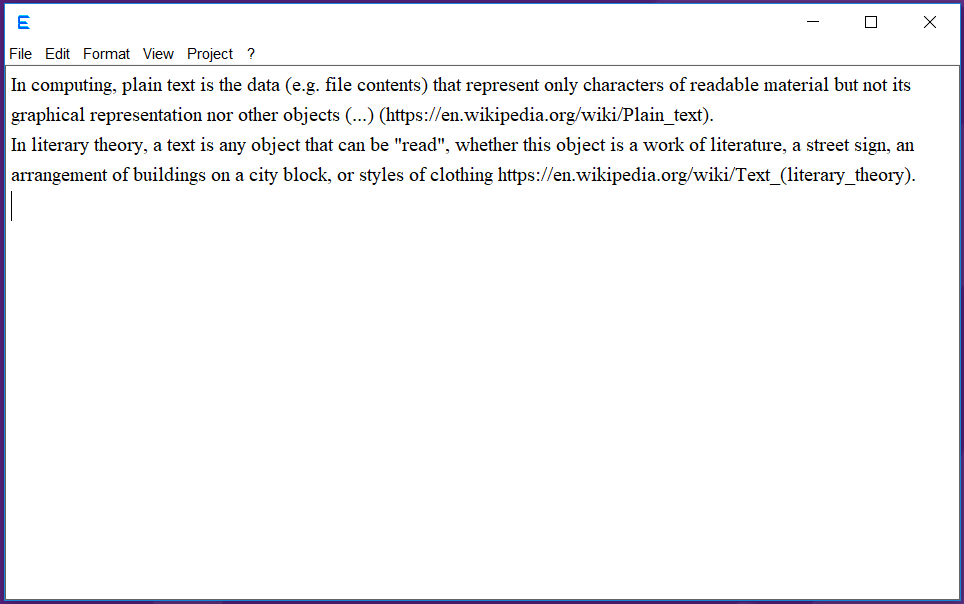 E
File Edit Format View Project ?
In computing, plain text is the data (e.g. file contents) that represent only characters of readable material but not its
graphical representation nor other objects (...) (https://en.wikipedia.org/wiki/Plain_text).
In literary theory, a text is any object that can be "read", whether this object is a work of literature, a street sign, an
arrangement of buildings on a city block, or styles of clothing https://en.wikipedia.org/wiki/Text_(literary_theory).